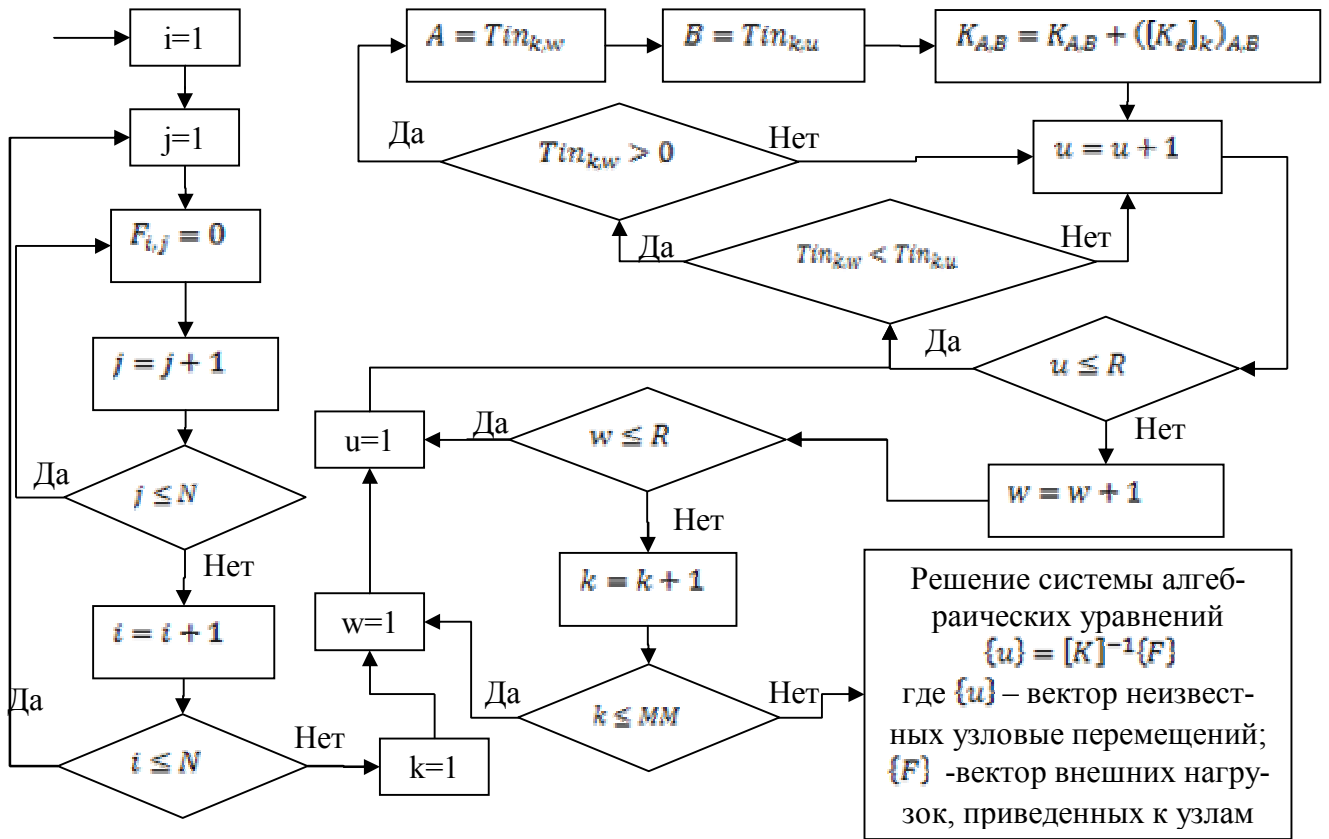 i=1
j=1
F_{i,j} = 0
j = j + 1
Да
j ≤ N
Нет
i = i + 1
Да
i ≤ N
Нет
k=1
w=1
u=1
A = Tin_{k,w}
B = Tin_{k,u}
K_{A,B} = K_{A,B} + ([K_e]_k)_{A,B}
Да
Tin_{k,w} > 0
Нет
u = u + 1
Да
Tin_{k,w} < Tin_{k,u}
Нет
Да
u ≤ R
Нет
w = w + 1
Да
w ≤ R
Нет
k = k + 1
Да
k ≤ MM
Нет
Решение системы алгеб-
раических уравнений
{u} = [K]^{-1}{F}
где {u} – вектор неизвест-
ных узловые перемещений;
{F} -вектор внешних нагру-
зок, приведенных к узлам